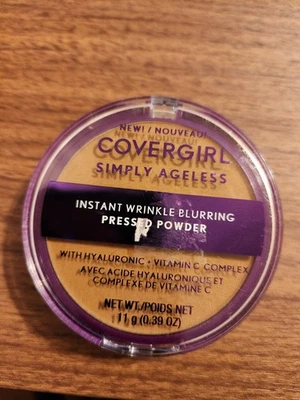 NEW! / NOUVEAU!
COVERGIRL
SIMPLY AGELESS
INSTANT WRINKLE BLURRING
PRESSED POWDER
WITH HYALURONIC + VITAMIN C COMPLEX
AVEC ACIDE HYALURONIQUE ET
COMPLEXE DE VITAMINE C
NET WT./POIDS NET
11 g (0.39 OZ)